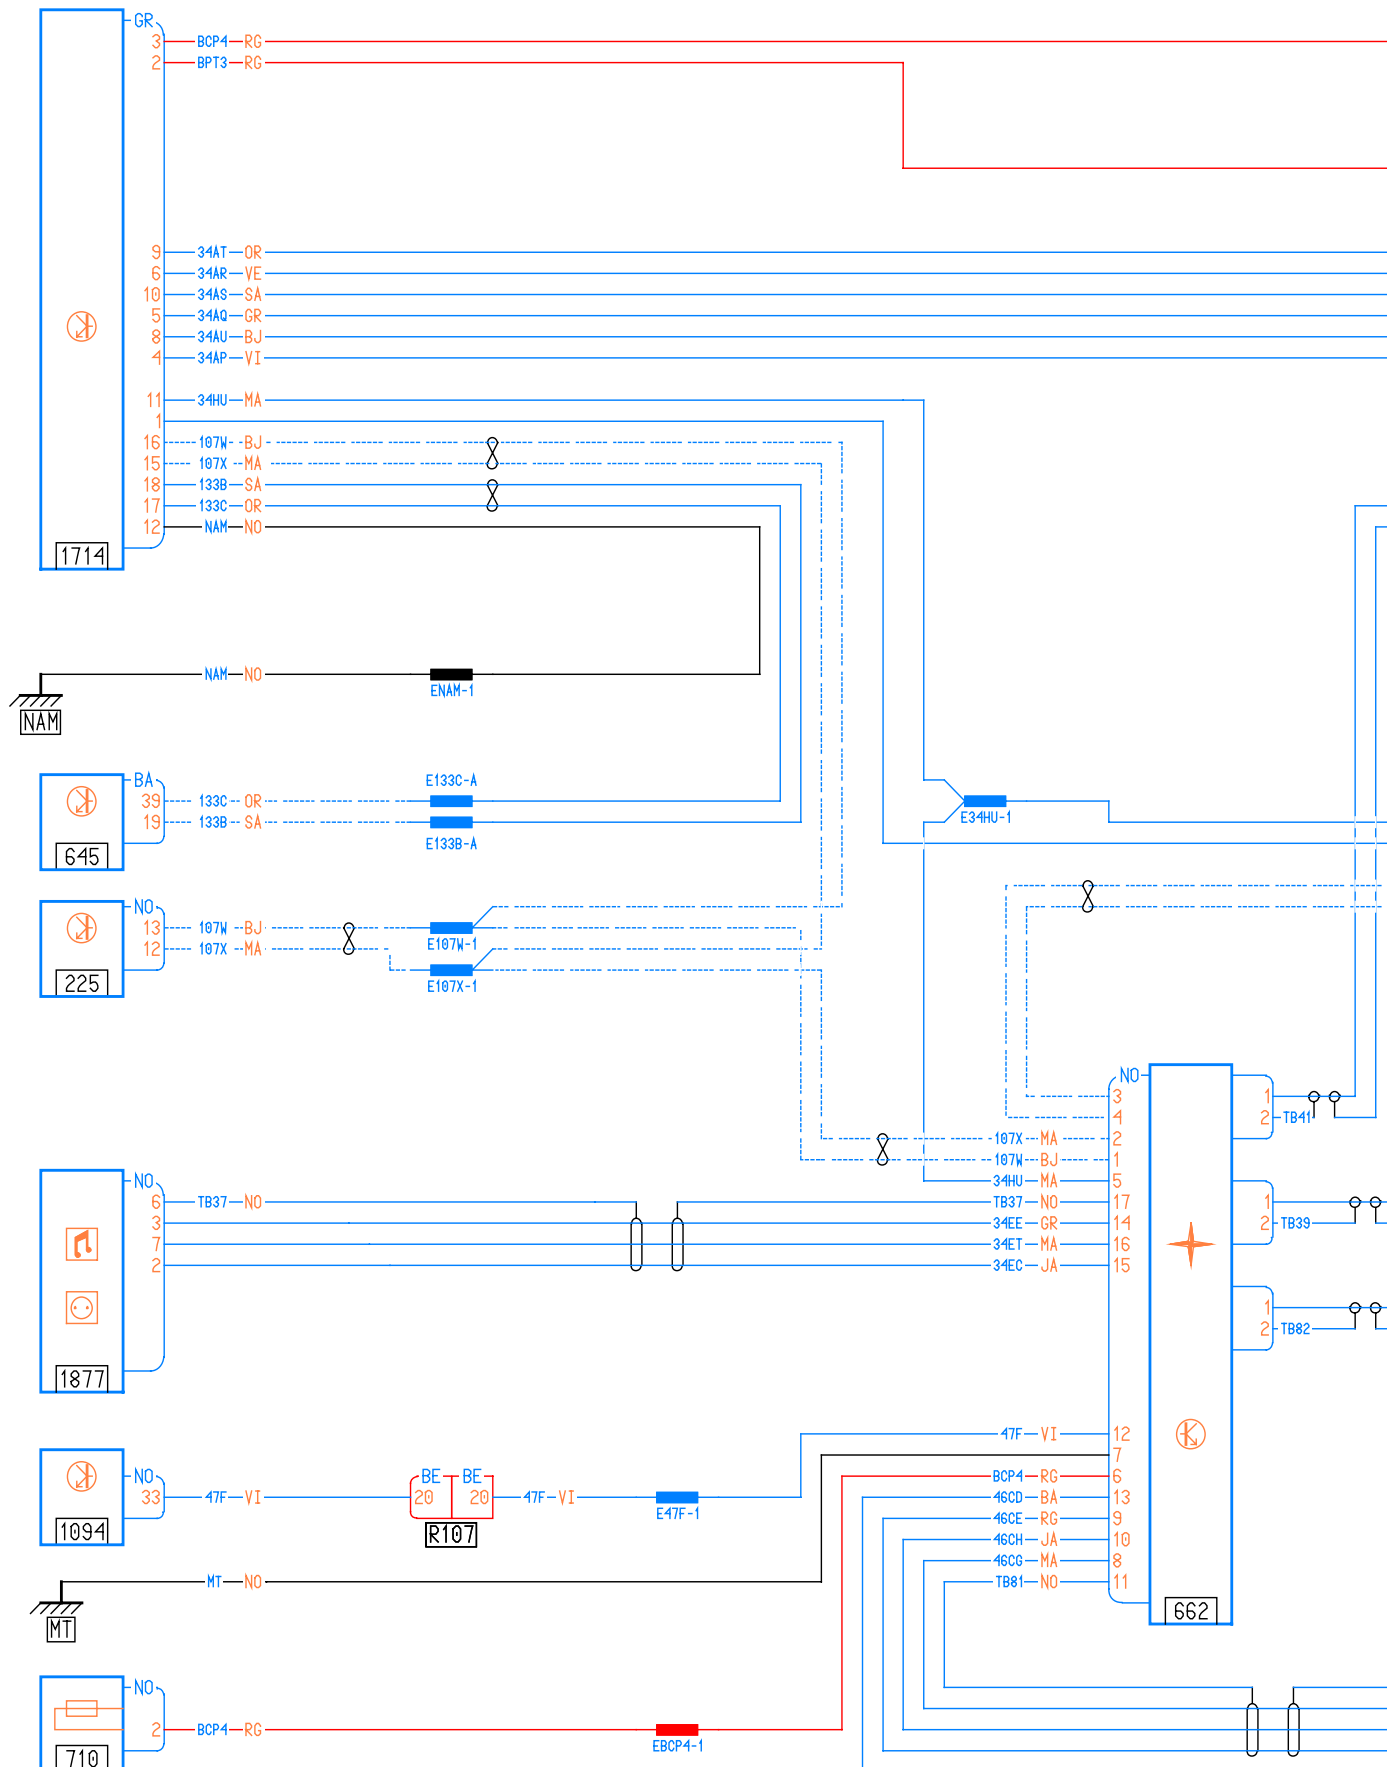 GR
3 BCP4 RG
2 BPT3 RG
9 34AT OR
6 34AR VE
10 34AS SA
5 34AQ GR
8 34AU BJ
4 34AP VI
11 34HU MA
1
16 107W BJ
15 107X MA
18 133B SA
17 133C OR
12 NAM NO
1714
NAM NO
ENAM-1
NAM
BA
E133C-A
39 133C OR
19 133B SA
E133B-A
645
E34HU-1
NO
13 107W BJ
12 107X MA
E107W-1
E107X-1
225
NO
3
4
107X MA 2
107W BJ 1
34HU MA 5
TB37 NO 17
34EE GR 14
34ET MA 16
34EC JA 15
1
2 TB41
NO
6 TB37 NO
3
7
2
1877
1
2 TB39
1
2 TB82
47F VI 12
7
BCP4 RG 6
46CD BA 13
46CE RG 9
46CH JA 10
46CG MA 8
TB81 NO 11
662
NO
33 47F VI
BE BE
20 20
47F VI
E47F-1
R107
1094
MT NO
MT
NO
2 BCP4 RG
EBCP4-1
710